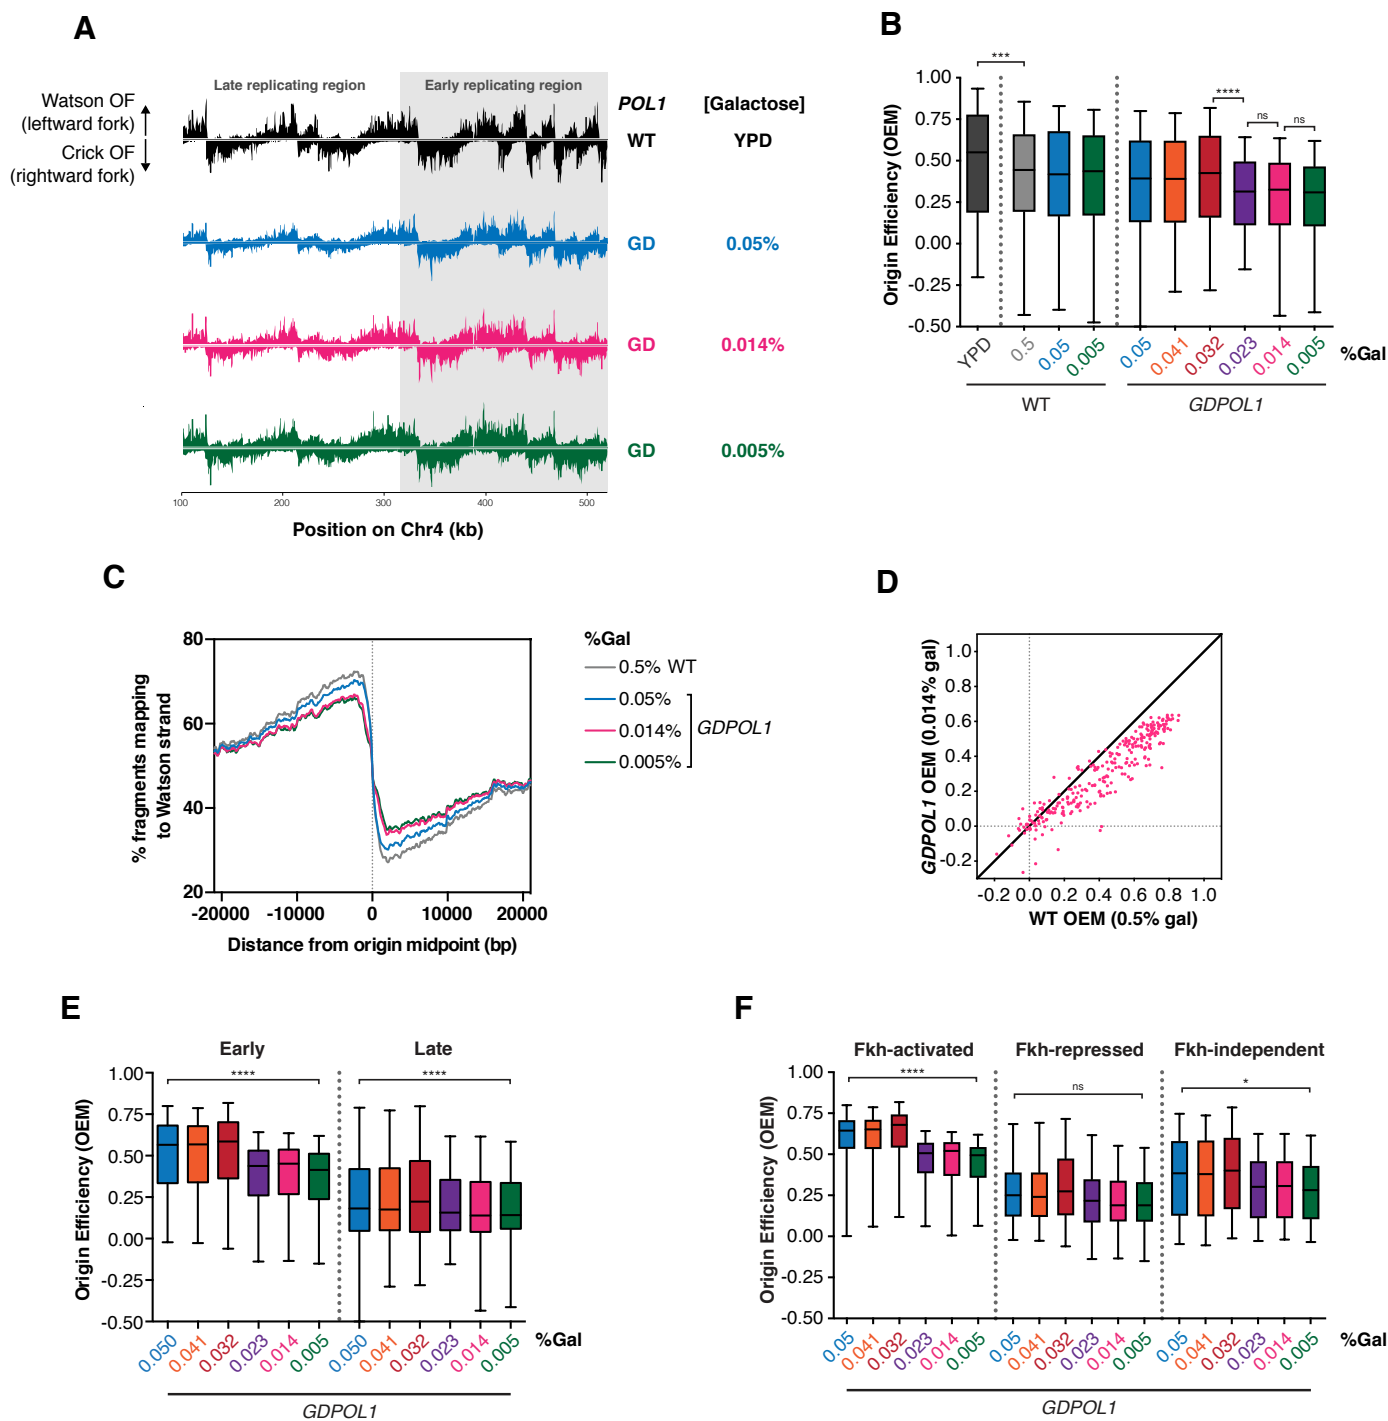 A
Late replicating region
Early replicating region
POL1
[Galactose]
Watson OF
(leftward fork)
Crick OF
(rightward fork)
WT
YPD
GD
0.05%
GD
0.014%
GD
0.005%
100
200
300
400
500
Position on Chr4 (kb)
B
***
****
ns
ns
1.00
0.75
0.50
0.25
0.00
-0.25
-0.50
Origin Efficiency (OEM)
YPD
0.5
0.05
0.005
0.05
0.041
0.032
0.023
0.014
0.005
%Gal
WT
GDPOL1
C
80
60
40
20
% fragments mapping
to Watson strand
-20000
-10000
0
10000
20000
Distance from origin midpoint (bp)
%Gal
0.5% WT
0.05%
0.014%
0.005%
GDPOL1
D
1.0
0.8
0.6
0.4
0.2
0.0
-0.2
GDPOL1 OEM (0.014% gal)
-0.2
0.0
0.2
0.4
0.6
0.8
1.0
WT OEM (0.5% gal)
E
Early
Late
****
****
1.00
0.75
0.50
0.25
0.00
-0.25
-0.50
Origin Efficiency (OEM)
0.050
0.041
0.032
0.023
0.014
0.005
0.050
0.041
0.032
0.023
0.014
0.005
%Gal
GDPOL1
F
Fkh-activated
Fkh-repressed
Fkh-independent
****
ns
*
1.00
0.75
0.50
0.25
0.00
-0.25
-0.50
Origin Efficiency (OEM)
0.05
0.041
0.032
0.023
0.014
0.005
0.05
0.041
0.032
0.023
0.014
0.005
0.05
0.041
0.032
0.023
0.014
0.005
%Gal
GDPOL1